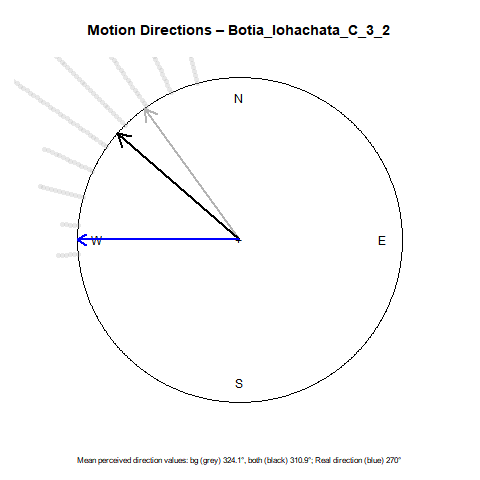 Motion Directions – Botia_lohachata_C_3_2
N
W
E
S
Mean perceived direction values: bg (grey) 324.1°, both (black) 310.9°; Real direction (blue) 270°